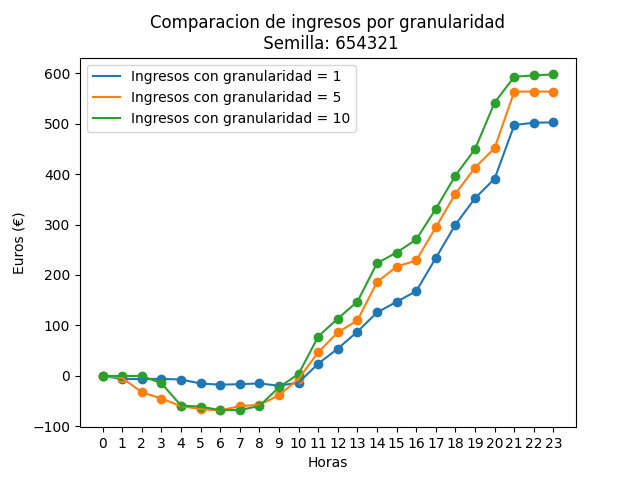 Comparacion de ingresos por granularidad
Semilla: 654321
Ingresos con granularidad = 1
Ingresos con granularidad = 5
Ingresos con granularidad = 10
Euros (€)
600
500
400
300
200
100
0
−100
0 1 2 3 4 5 6 7 8 9 10 11 12 13 14 15 16 17 18 19 20 21 22 23
Horas